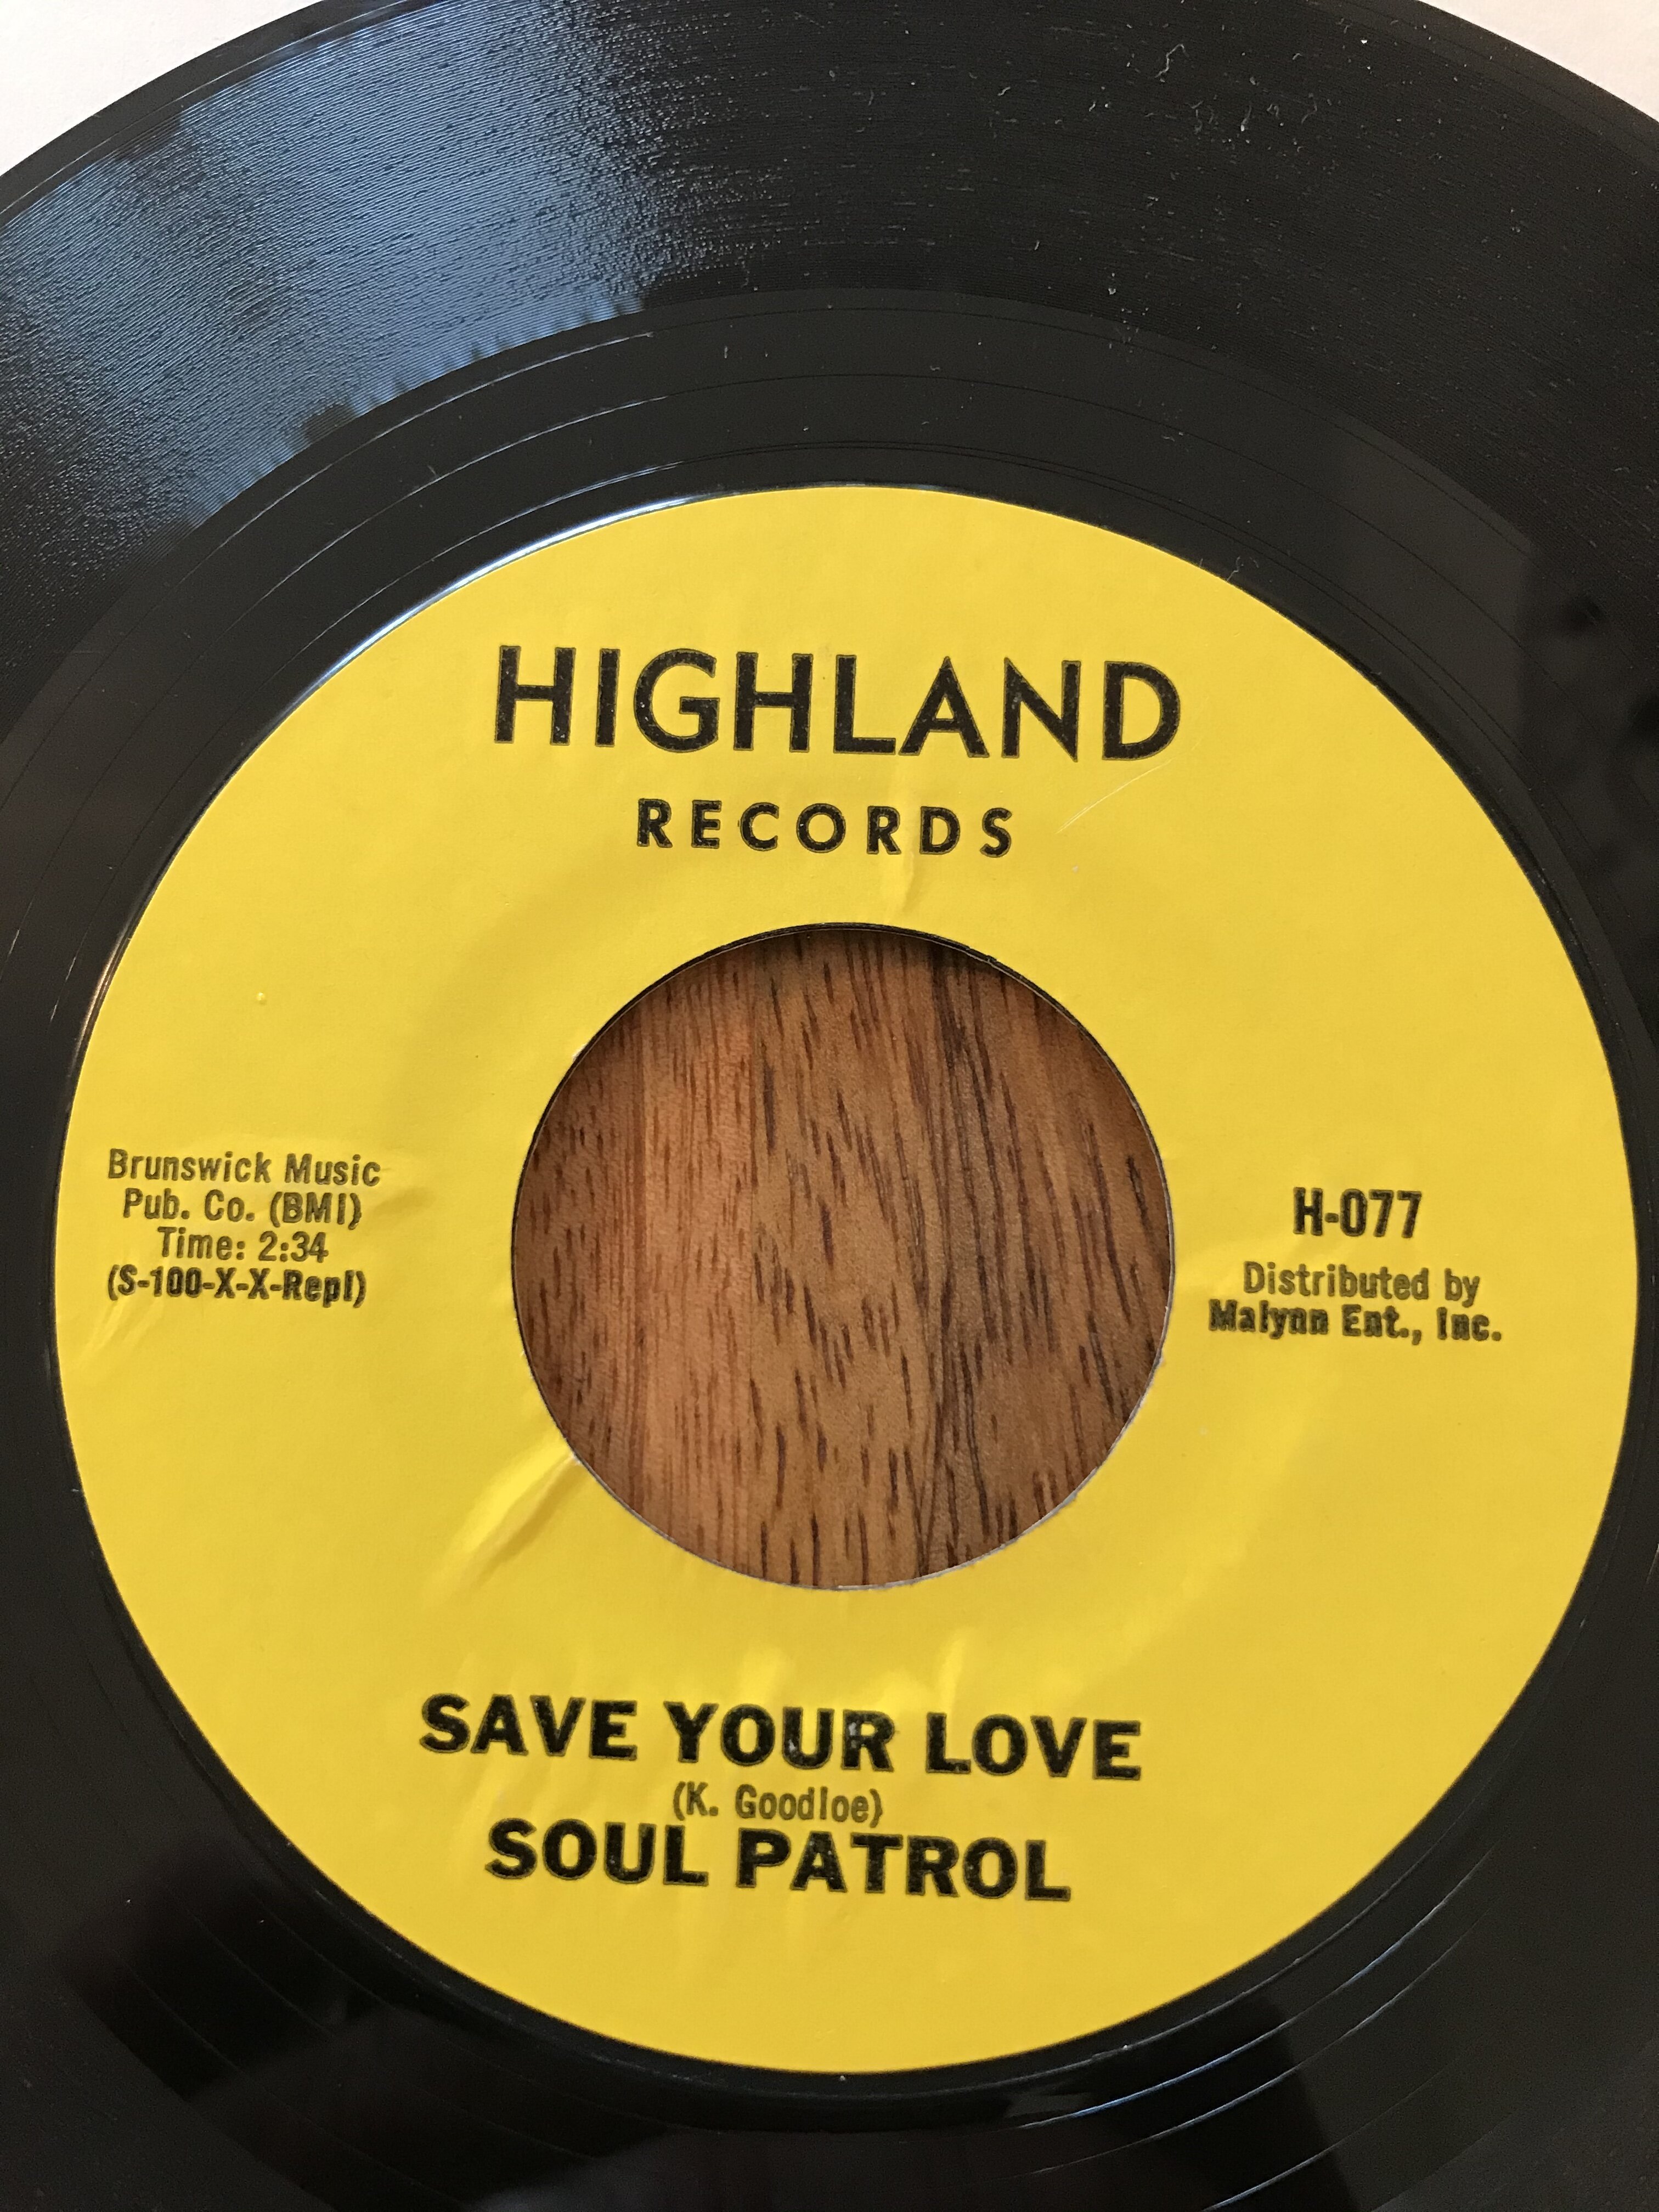 HIGHLAND
RECORDS
Brunswick Music
Pub. Co. (BMI)
Time: 2:34
(S-100-X-X-Repl)
H-077
Distributed by
Malynn Ent., Inc.
SAVE YOUR LOVE
(K. Goodloe)
SOUL PATROL